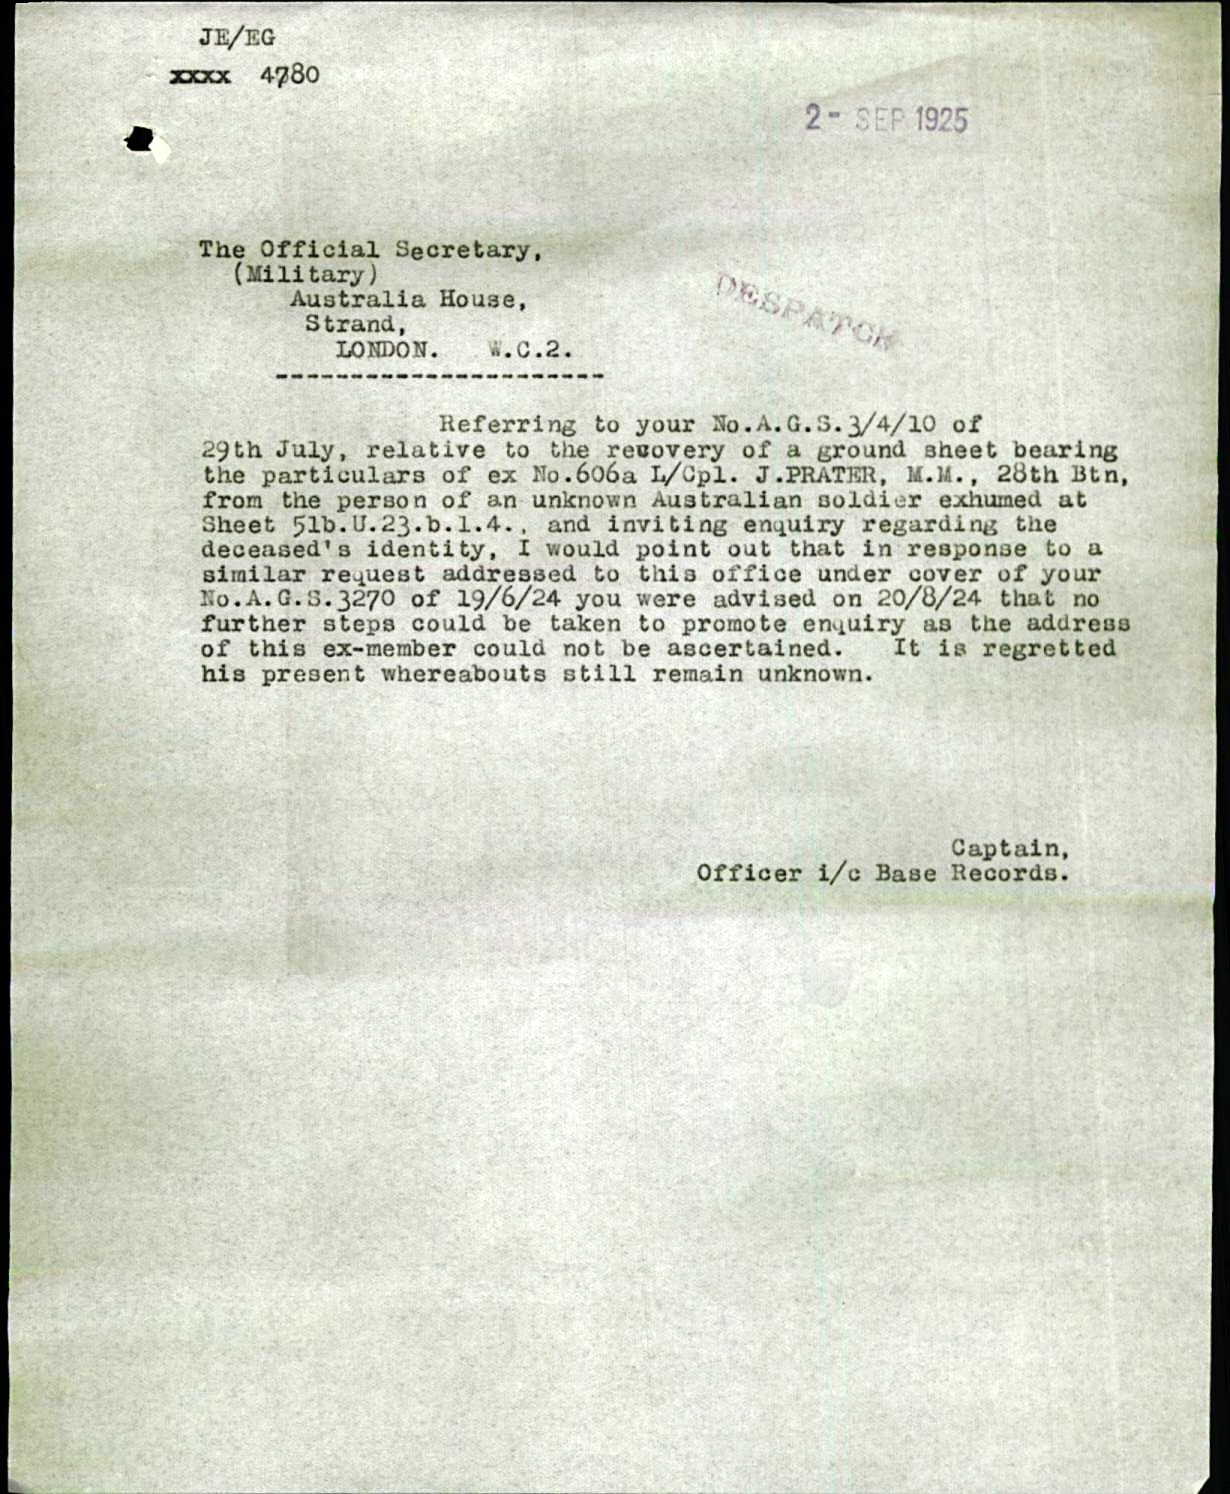 JE/EG
xxxx 4780
2- SEP 1925
The Official Secretary,
(Military)
Australia House,
Strand,
LONDON. W.C.2.
DESPATCH
----------------------
Referring to your No.A.G.S.3/4/10 of
29th July, relative to the recovery of a ground sheet bearing
the particulars of ex No.606a L/Cpl. J.PRATER, M.M., 28th Btn,
from the person of an unknown Australian soldier exhumed at
Sheet 51b.U.23.b.1.4., and inviting enquiry regarding the
deceased's identity, I would point out that in response to a
similar request addressed to this office under cover of your
No.A.G.S.3270 of 19/6/24 you were advised on 20/8/24 that no
further steps could be taken to promote enquiry as the address
of this ex-member could not be ascertained. It is regretted
his present whereabouts still remain unknown.
Captain,
Officer i/c Base Records.